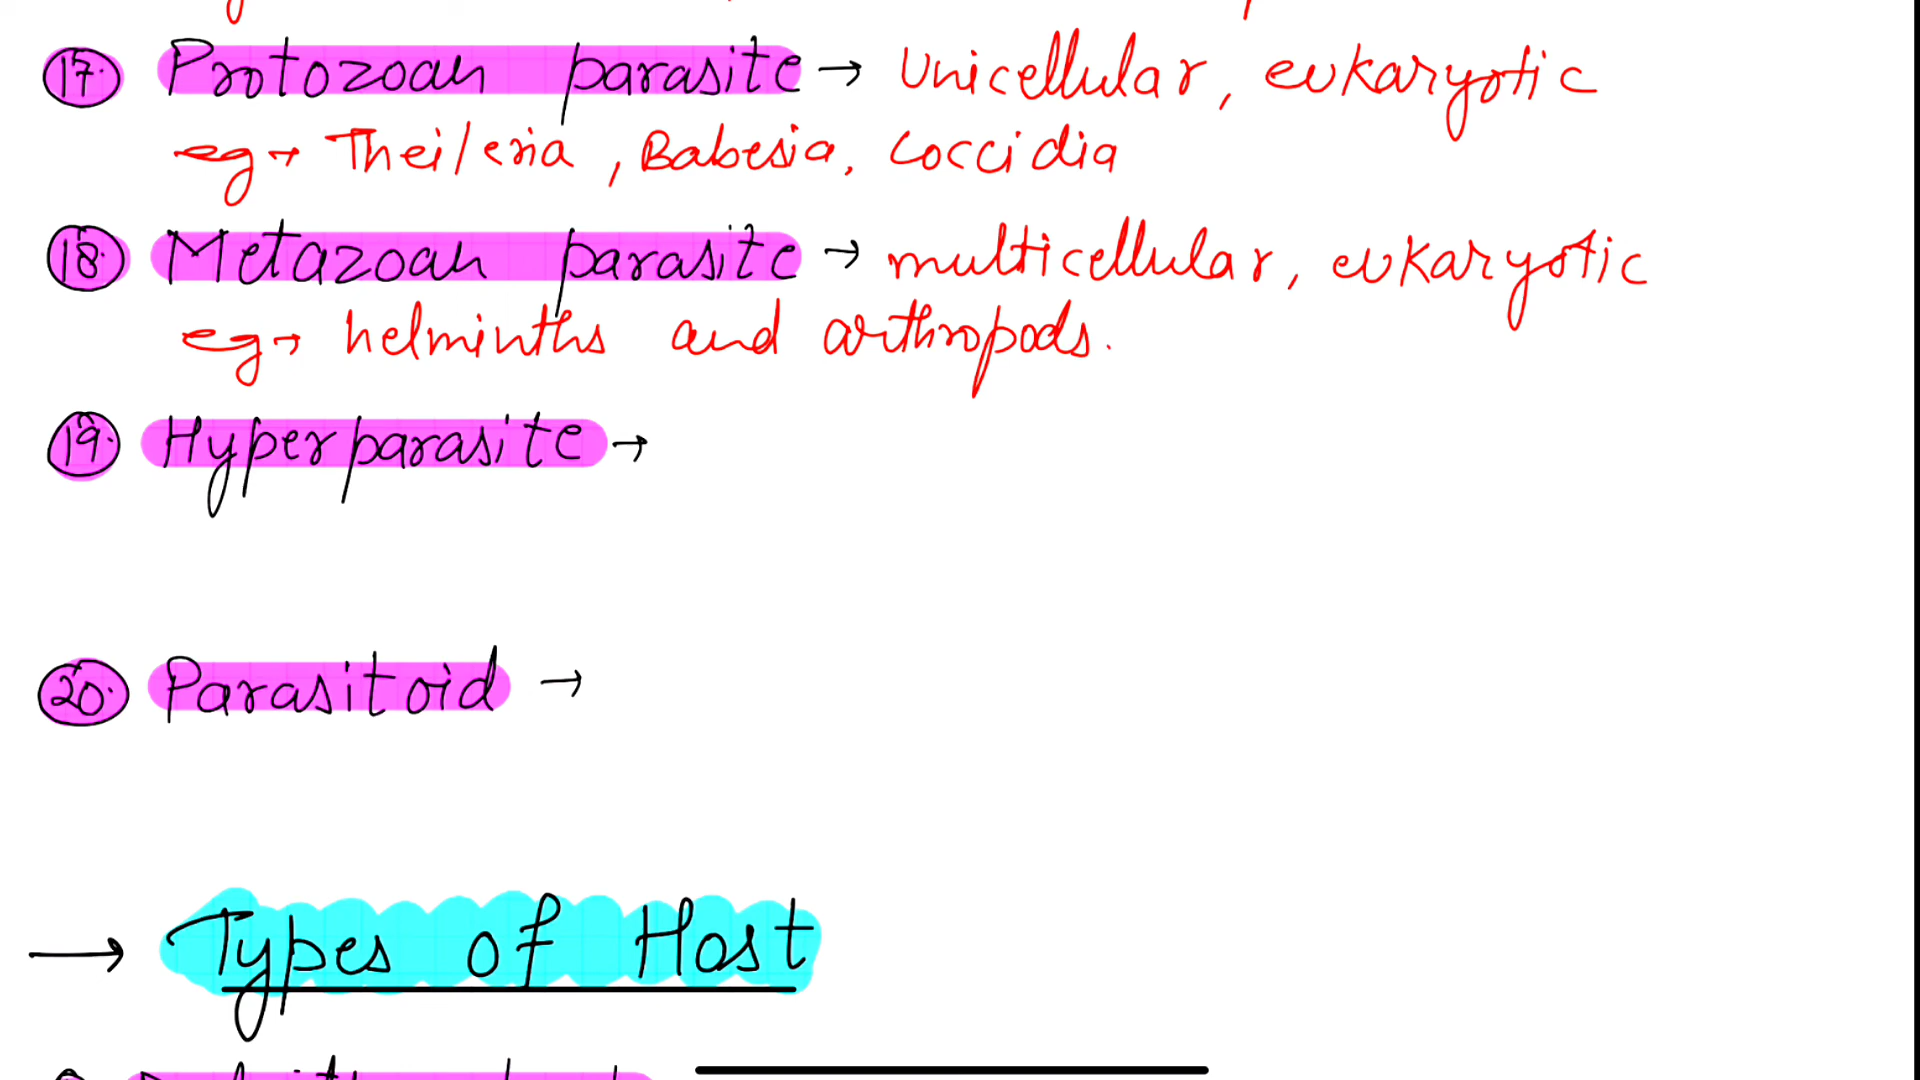 17. Protozoan parasite → Unicellular, eukaryotic
eg → Theileria, Babesia, Coccidia
18. Metazoan parasite → multicellular, eukaryotic
eg → helminths and arthropods.
19. Hyperparasite →
20. Parasitoid →
→ Types of Host